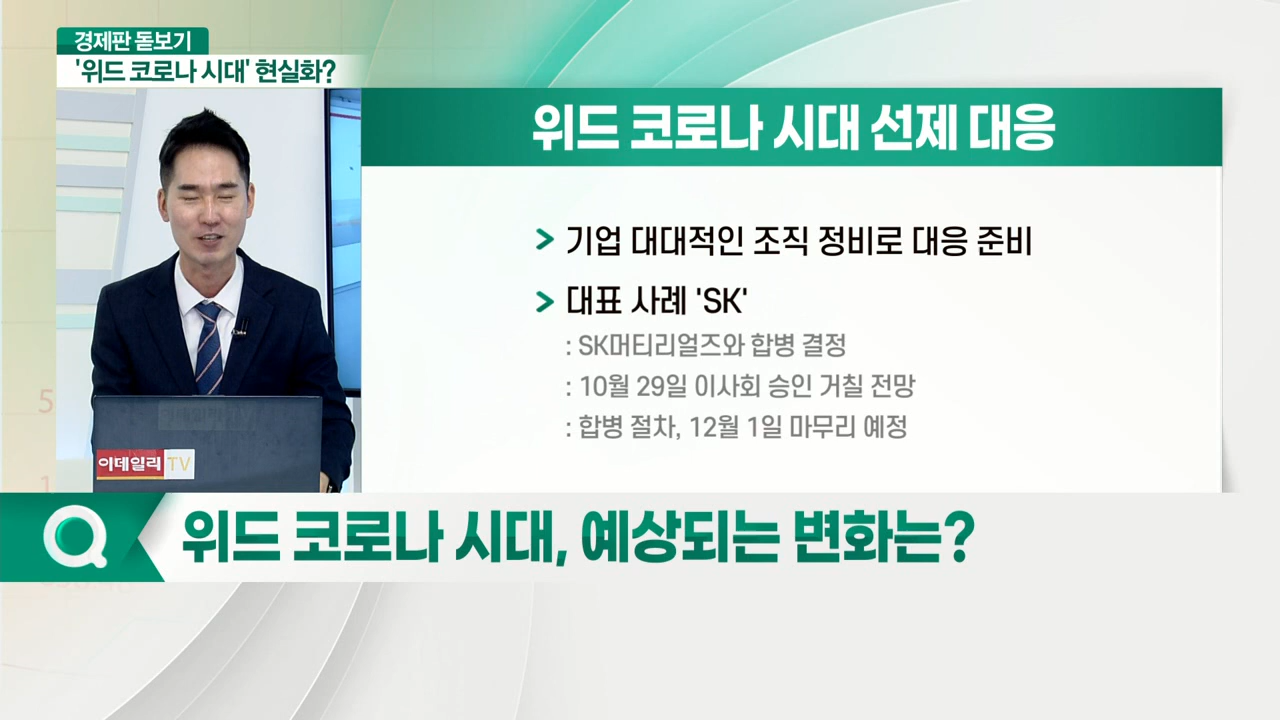 경제판 돋보기
'위드 코로나 시대' 현실화?
위드 코로나 시대 선제 대응
> 기업 대대적인 조직 정비로 대응 준비
> 대표 사례 'SK'
: SK머티리얼즈와 합병 결정
: 10월 29일 이사회 승인 거칠 전망
: 합병 절차, 12월 1일 마무리 예정
이데일리 TV
Q 위드 코로나 시대, 예상되는 변화는?
5
1